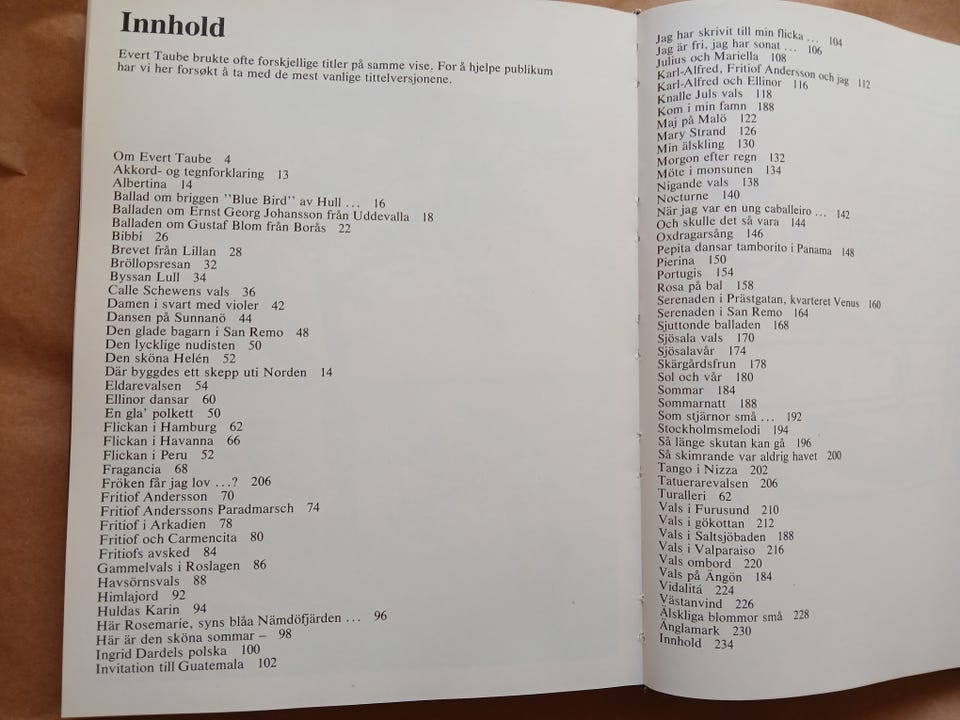 Innhold
Evert Taube brukte ofte forskjellige titler på samme vise. For å hjelpe publikum
har vi her forsøkt å ta med de mest vanlige tittelversjonene.
Om Evert Taube 4
Akkord- og tegnforklaring 13
Albertina 14
Ballad om briggen "Blue Bird" av Hull ... 16
Balladen om Ernst Georg Johansson från Uddevalla 18
Balladen om Gustaf Blom från Borås 22
Bibbi 26
Brevet från Lillan 28
Bröllopsresan 32
Byssan Lull 34
Calle Schewens vals 36
Damen i svart med violer 42
Dansen på Sunnanö 44
Den glade bagarn i San Remo 48
Den lycklige nudisten 50
Den sköna Helén 52
Där byggdes ett skepp uti Norden 14
Eldarevalsen 54
Ellinor dansar 60
En gla' polkett 50
Flickan i Hamburg 62
Flickan i Havanna 66
Flickan i Peru 52
Fragancia 68
Fröken får jag lov ...? 206
Fritiof Andersson 70
Fritiof Anderssons Paradmarsch 74
Fritiof i Arkadien 78
Fritiof och Carmencita 80
Fritiofs avsked 84
Gammelvals i Roslagen 86
Havsörnsvals 88
Himlajord 92
Huldas Karin 94
Här Rosemarie, syns blåa Nämdöfjärden ... 96
Här är den sköna sommar – 98
Ingrid Dardels polska 100
Invitation till Guatemala 102
Jag har skrivit till min flicka ... 104
Jag är fri, jag har sonat ... 106
Julius och Mariella 108
Karl-Alfred, Fritiof Andersson och jag 112
Karl-Alfred och Ellinor 116
Knalle Juls vals 118
Kom i min famn 188
Maj på Malö 122
Mary Strand 126
Min älskling 130
Morgon efter regn 132
Möte i monsunen 134
Nigande vals 138
Nocturne 140
När jag var en ung caballeiro ... 142
Och skulle det så vara 144
Oxdragarsång 146
Pepita dansar tamborito i Panama 148
Pierina 150
Portugis 154
Rosa på bal 158
Serenaden i Prästgatan, kvarteret Venus 160
Serenaden i San Remo 164
Sjuttonde balladen 168
Sjösala vals 170
Sjösalavår 174
Skärgårdsfrun 178
Sol och vår 180
Sommar 184
Sommarnatt 188
Som stjärnor små ... 192
Stockholmsmelodi 194
Så länge skutan kan gå 196
Så skimrande var aldrig havet 200
Tango i Nizza 202
Tatuerarevalsen 206
Turalleri 62
Vals i Furusund 210
Vals i gökottan 212
Vals i Saltsjöbaden 188
Vals i Valparaiso 216
Vals ombord 220
Vals på Ängön 184
Vidalitá 224
Västanvind 226
Älskliga blommor små 228
Änglamark 230
Innhold 234